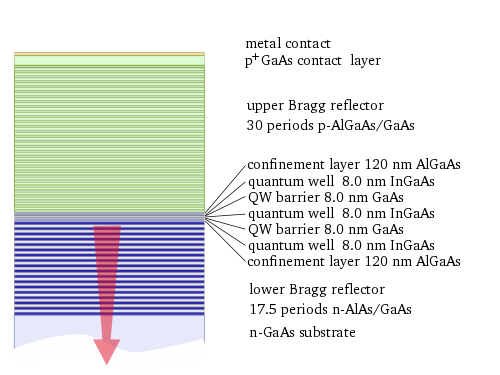 metal contact
p+GaAs contact layer
upper Bragg reflector
30 periods p-AlGaAs/GaAs
confinement layer 120 nm AlGaAs
quantum well 8.0 nm InGaAs
QW barrier 8.0 nm GaAs
quantum well 8.0 nm InGaAs
QW barrier 8.0 nm GaAs
quantum well 8.0 nm InGaAs
confinement layer 120 nm AlGaAs
lower Bragg reflector
17.5 periods n-AlAs/GaAs
n-GaAs substrate